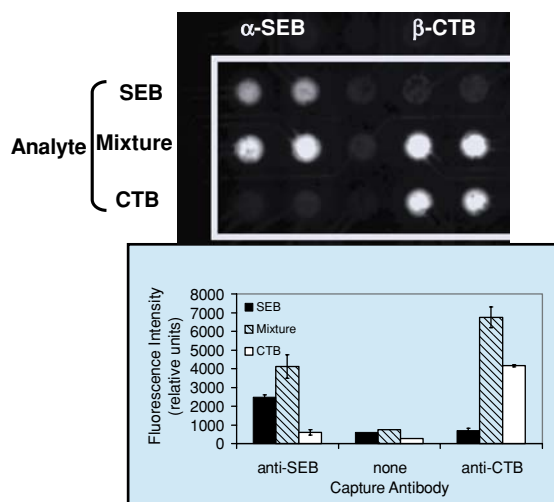 α-SEB β-CTB
SEB
Analyte Mixture
CTB
8000
7000
6000
5000
4000
3000
2000
1000
0
Fluorescence Intensity
(relative units)
SEB
Mixture
CTB
anti-SEB none anti-CTB
Capture Antibody